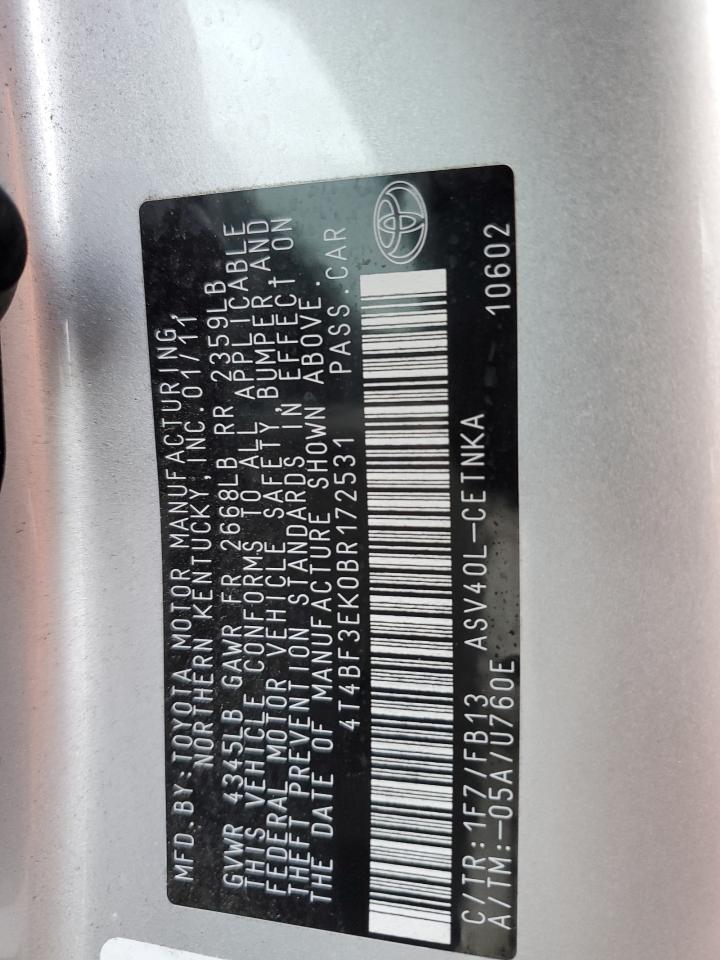 MFD.BY:TOYOTA MOTOR MANUFACTURING,
NORTHERN KENTUCKY,INC.01/11
GVWR 4345LB GAWR FR 2668LB RR 2359LB
THIS VEHICLE CONFORMS TO ALL APPLICABLE
FEDERAL MOTOR VEHICLE SAFETY,BUMPER,AND
THEFT PREVENTION STANDARDS IN EFFECT ON
THE DATE OF MANUFACTURE SHOWN ABOVE.
4T4BF3EK0BR172531 PASS.CAR
C/TR:1F7/FB13 ASV40L-CETNKA
A/TM:-05A/U760E 10602